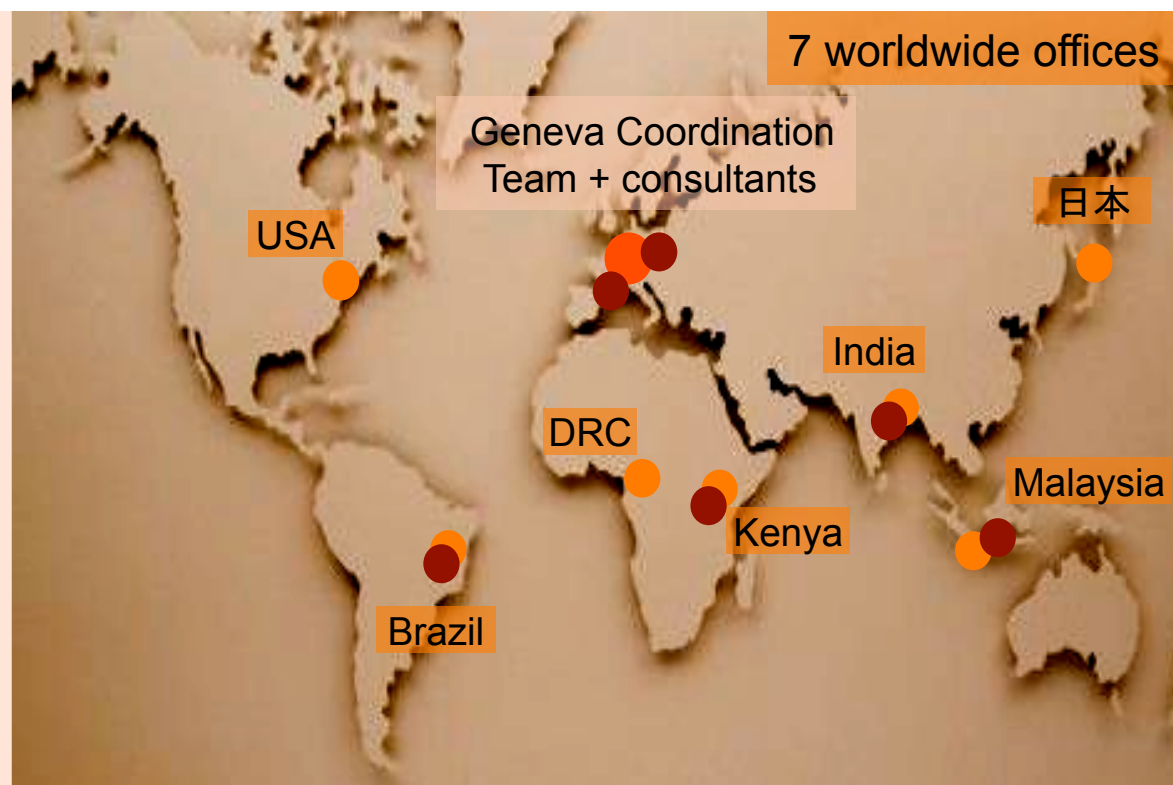 7 worldwide offices
Geneva Coordination
Team + consultants
日本
USA
India
DRC
Malaysia
Kenya
Brazil